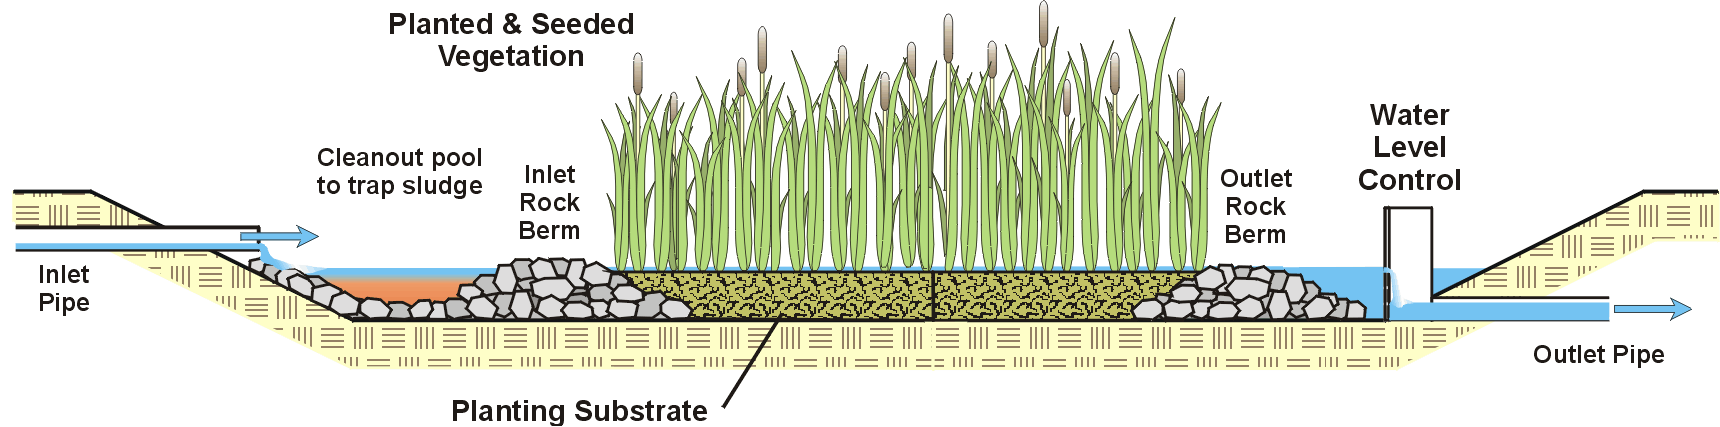 Planted & Seeded
Vegetation
Cleanout pool
to trap sludge
Inlet
Rock
Berm
Outlet
Rock
Berm
Water
Level
Control
Inlet
Pipe
Outlet Pipe
Planting Substrate